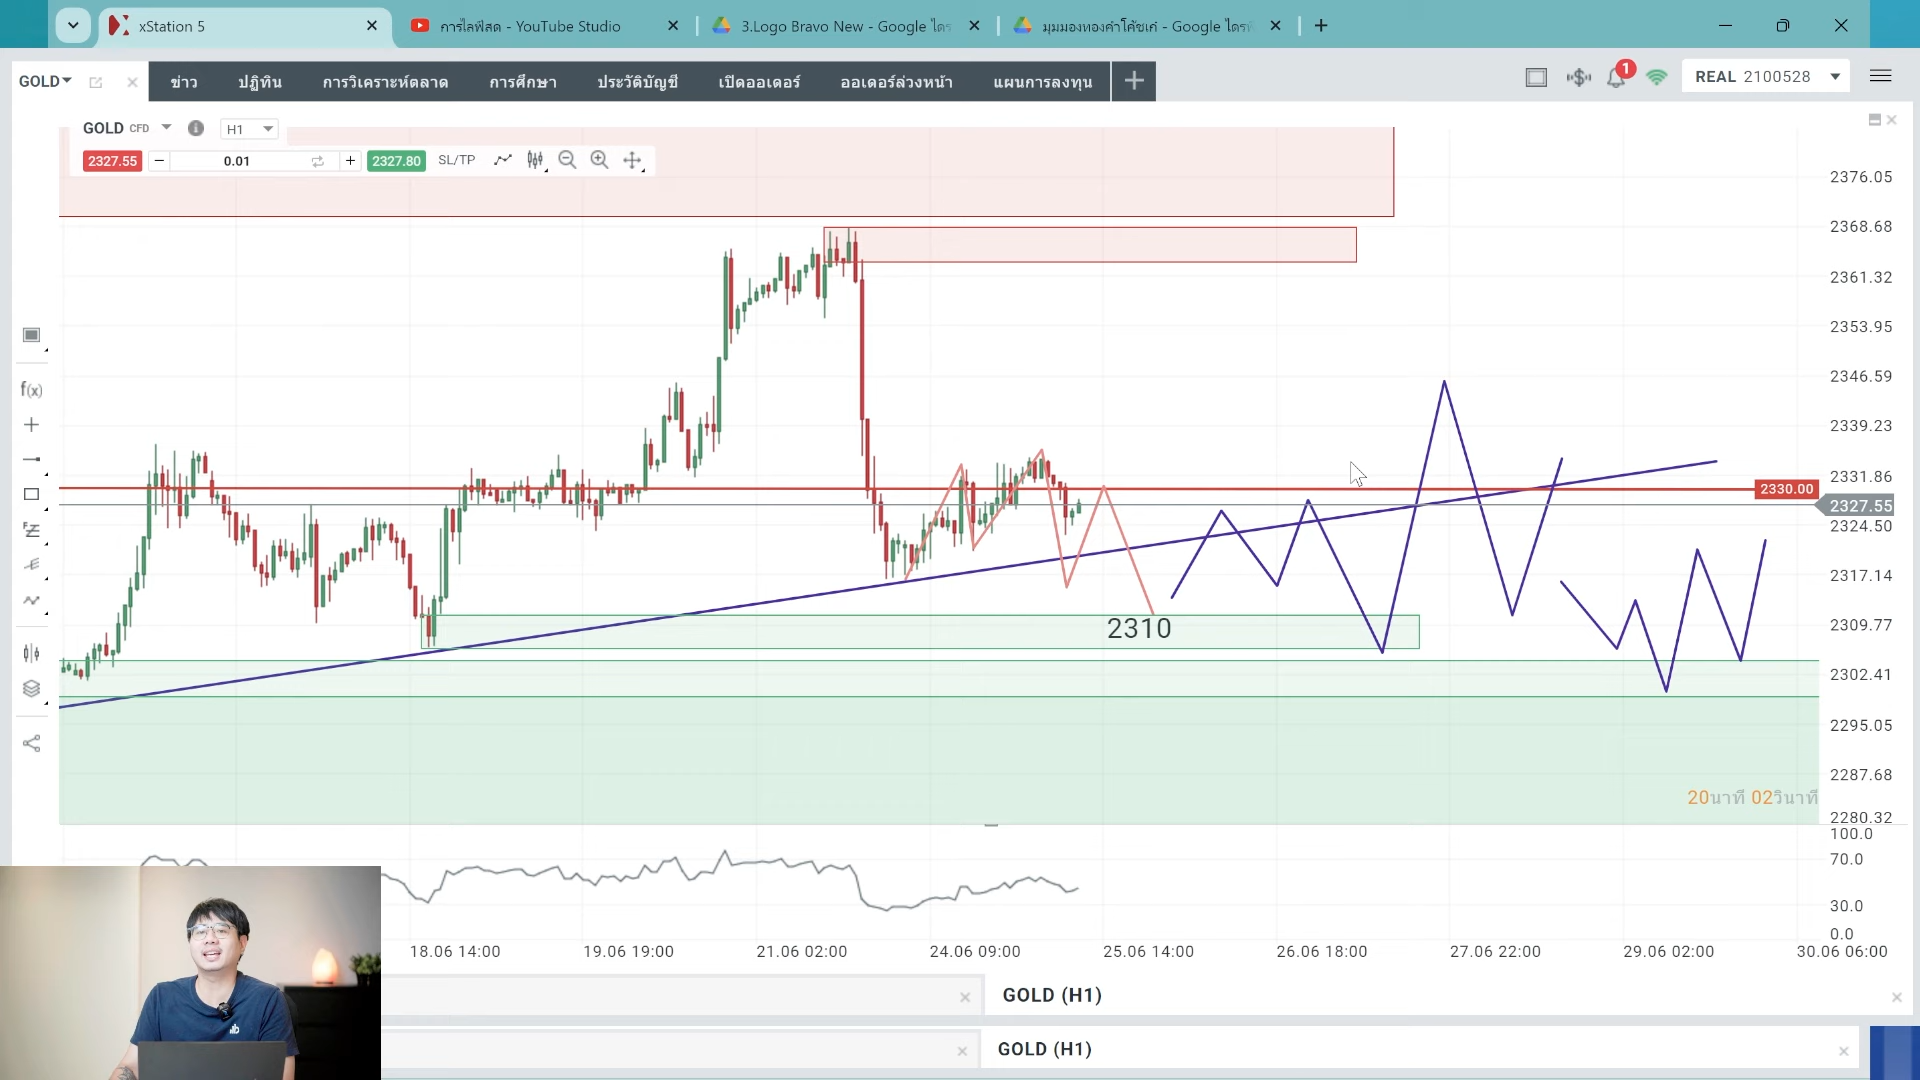 xStation 5
การไลฟ์สด - YouTube Studio
3.Logo Bravo New - Google ไดร
มุมมองทองคำโค้ชเก่ - Google ไดร
GOLD
ข่าว
ปฏิทิน
การวิเคราะห์ตลาด
การศึกษา
ประวัติบัญชี
เปิดออเดอร์
ออเดอร์ล่วงหน้า
แผนการลงทุน
1
REAL 2100528
GOLD CFD
H1
2327.55
0.01
2327.80
SL/TP
2376.05
2368.68
2361.32
2353.95
2346.59
2339.23
2331.86
2330.00
2327.55
2324.50
2317.14
2310
2309.77
2302.41
2295.05
2287.68
20นาที 02วินาที
2280.32
100.0
70.0
30.0
0.0
f(x)
18.06 14:00
19.06 19:00
21.06 02:00
24.06 09:00
25.06 14:00
26.06 18:00
27.06 22:00
29.06 02:00
30.06 06:00
GOLD (H1)
GOLD (H1)